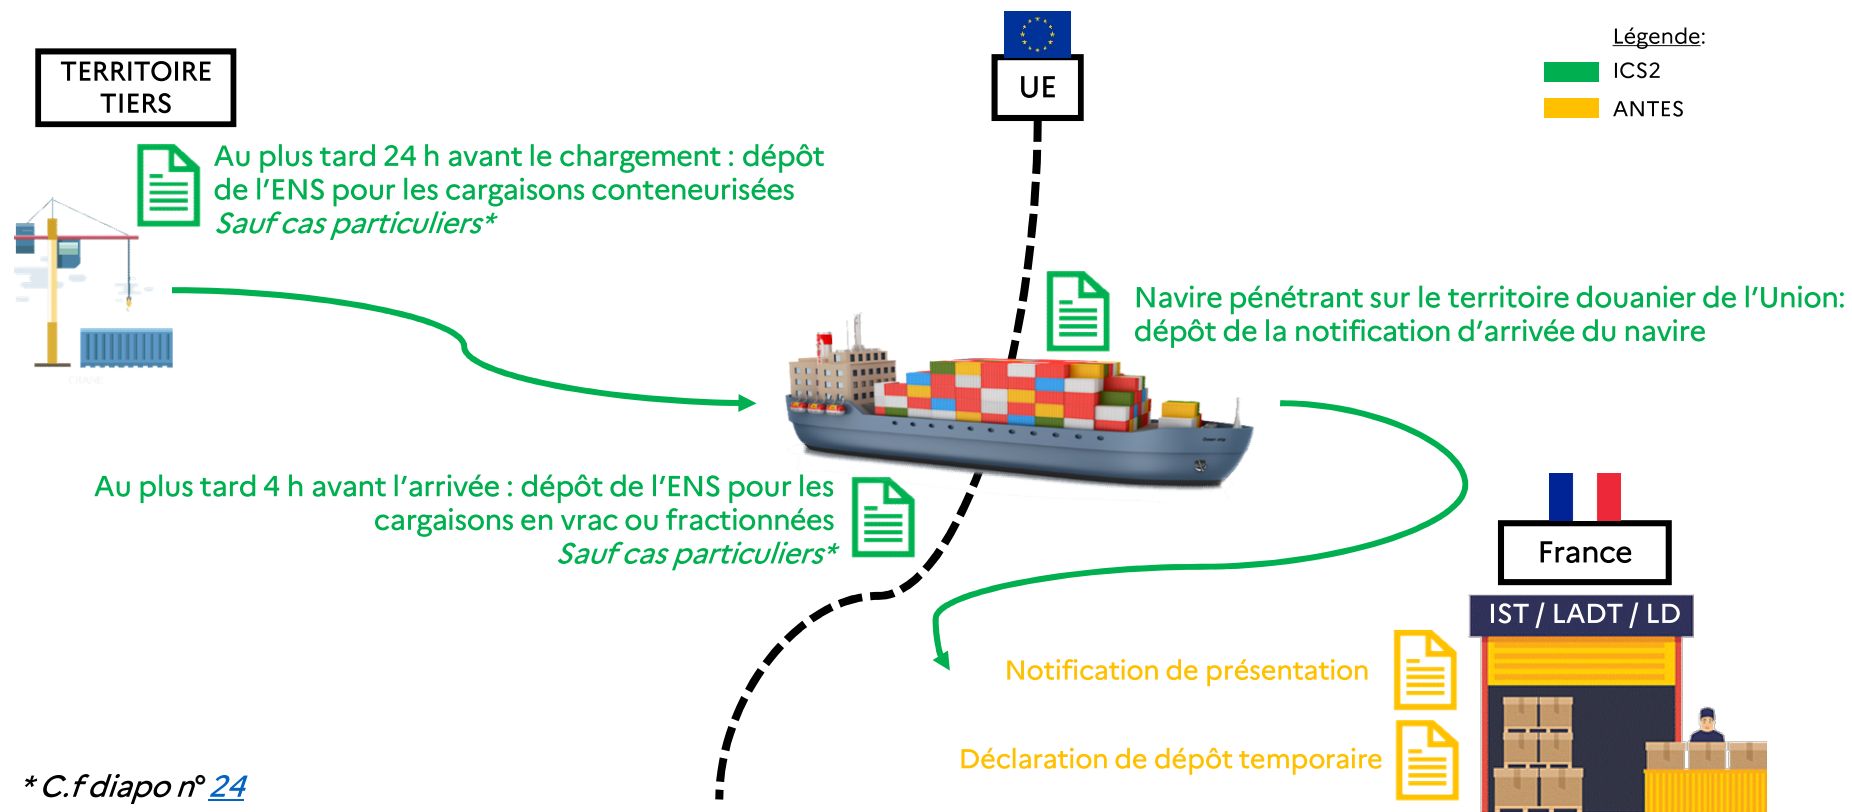 TERRITOIRE
TIERS
UE
Légende:
ICS2
ANTES
Au plus tard 24 h avant le chargement : dépôt
de l’ENS pour les cargaisons conteneurisées
Sauf cas particuliers*
CRANE
Navire pénétrant sur le territoire douanier de l’Union:
dépôt de la notification d’arrivée du navire
Au plus tard 4 h avant l’arrivée : dépôt de l’ENS pour les
cargaisons en vrac ou fractionnées
Sauf cas particuliers*
France
IST / LADT / LD
Notification de présentation
Déclaration de dépôt temporaire
* C.f diapo n° 24